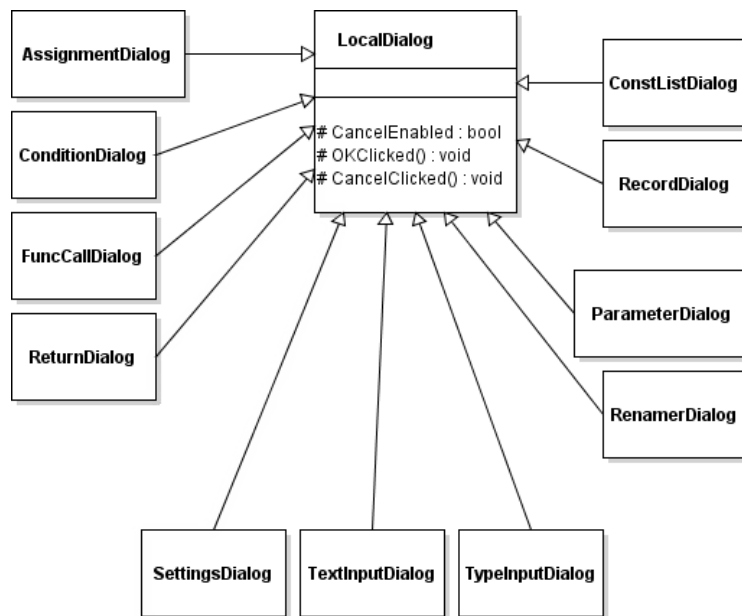 LocalDialog
# CancelEnabled : bool
# OKClicked() : void
# CancelClicked() : void
AssignmentDialog
ConditionDialog
FuncCallDialog
ReturnDialog
ConstListDialog
RecordDialog
ParameterDialog
RenamerDialog
SettingsDialog
TextInputDialog
TypeInputDialog